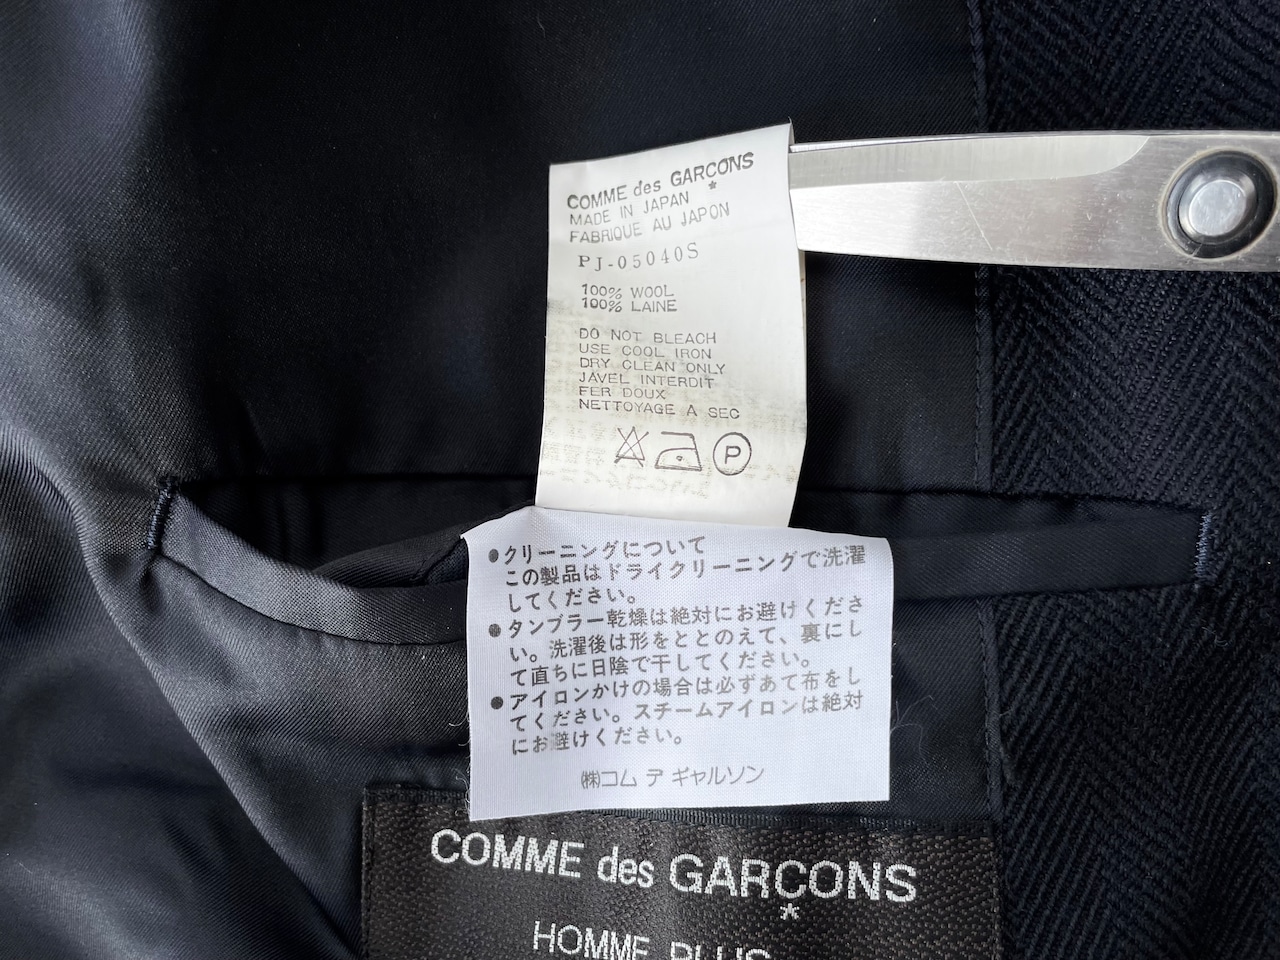 COMME des GARCONS
*
MADE IN JAPAN
FABRIQUE AU JAPON
PJ-05040S
100% WOOL
100% LAINE
DO NOT BLEACH
USE COOL IRON
DRY CLEAN ONLY
JAVEL INTERDIT
FER DOUX
NETTOYAGE A SEC
P
●クリーニングについて
この製品はドライクリーニングで洗濯
してください。
●タンブラー乾燥は絶対にお避けくださ
い。洗濯後は形をととのえて、裏にし
て直ちに日陰で干してください。
●アイロンかけの場合は必ずあて布をし
てください。スチームアイロンは絶対
にお避けください。
㈱コム デ ギャルソン
COMME des GARÇONS
*
HOMME PLUS